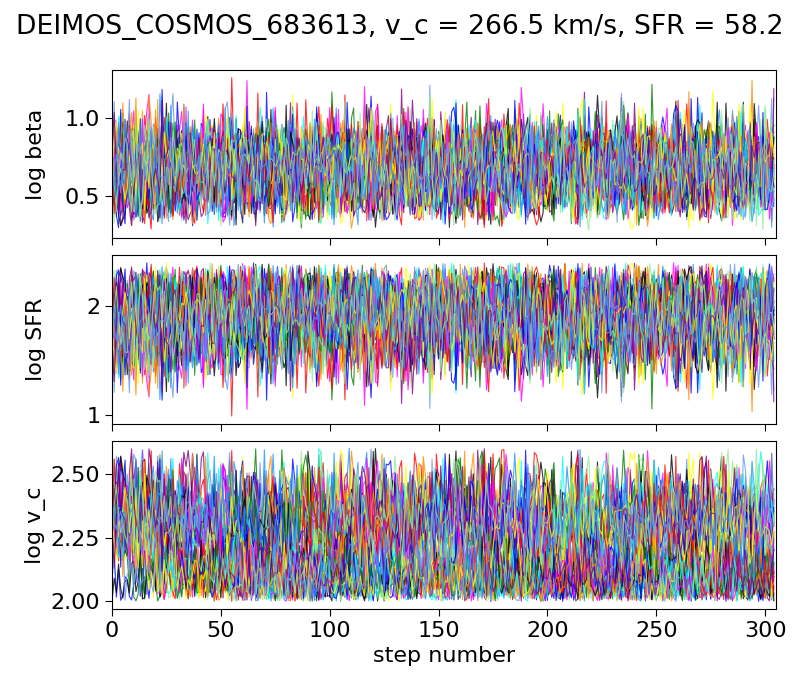 DEIMOS_COSMOS_683613, v_c = 266.5 km/s, SFR = 58.2
log beta
1.0
0.5
log SFR
2
1
log v_c
2.50
2.25
2.00
0 50 100 150 200 250 300
step number